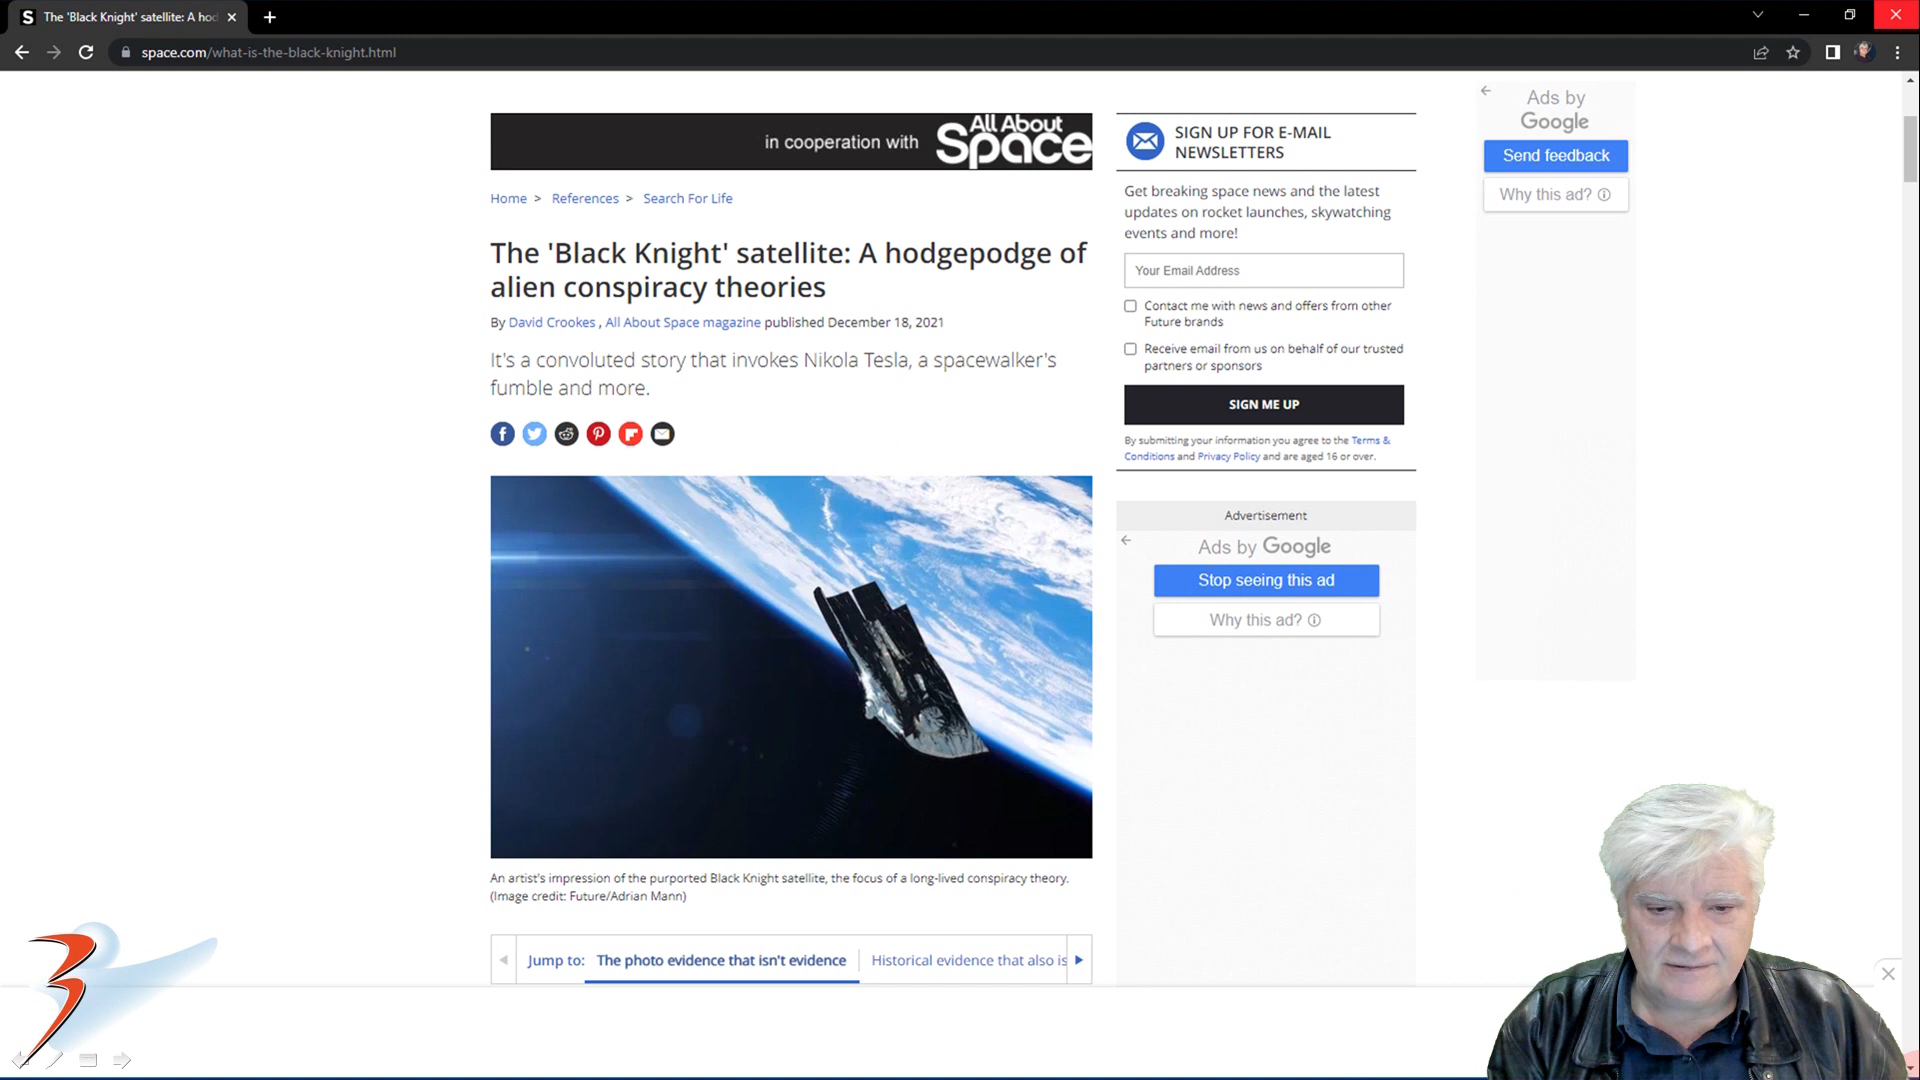 The 'Black Knight' satellite: A hod
space.com/what-is-the-black-knight.html
in cooperation with All About Space
Home > References > Search For Life
The 'Black Knight' satellite: A hodgepodge of
alien conspiracy theories
By David Crookes , All About Space magazine published December 18, 2021
It's a convoluted story that invokes Nikola Tesla, a spacewalker's
fumble and more.
An artist's impression of the purported Black Knight satellite, the focus of a long-lived conspiracy theory.
(Image credit: Future/Adrian Mann)
Jump to: The photo evidence that isn't evidence Historical evidence that also is
SIGN UP FOR E-MAIL
NEWSLETTERS
Get breaking space news and the latest
updates on rocket launches, skywatching
events and more!
Your Email Address
Contact me with news and offers from other
Future brands
Receive email from us on behalf of our trusted
partners or sponsors
SIGN ME UP
By submitting your information you agree to the Terms &
Conditions and Privacy Policy and are aged 16 or over.
Advertisement
Ads by Google
Stop seeing this ad
Why this ad?
Ads by
Google
Send feedback
Why this ad?